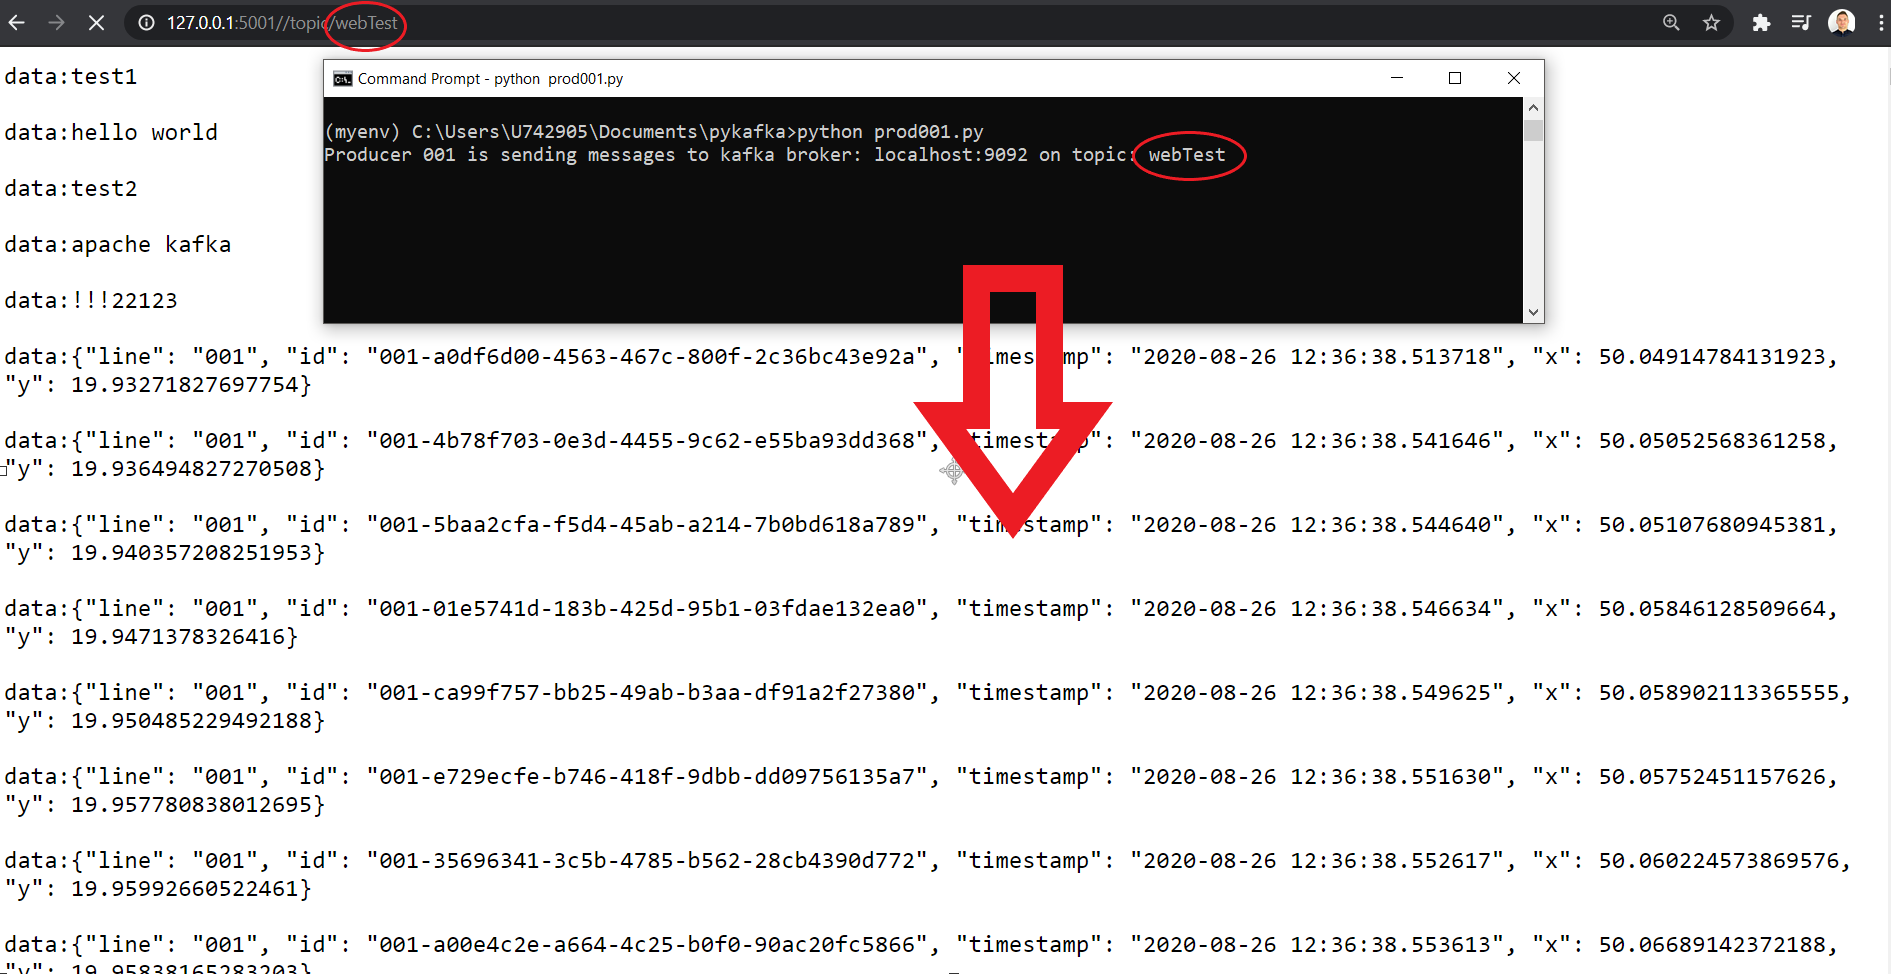 127.0.0.1:5001//topic/webTest
Command Prompt - python  prod001.py
(myenv) C:\Users\U742905\Documents\pykafka>python prod001.py
Producer 001 is sending messages to kafka broker: localhost:9092 on topic: webTest
data:test1
data:hello world
data:test2
data:apache kafka
data:!!!22123
data:{"line": "001", "id": "001-a0df6d00-4563-467c-800f-2c36bc43e92a", "timestamp": "2020-08-26 12:36:38.513718", "x": 50.04914784131923,
"y": 19.93271827697754}
data:{"line": "001", "id": "001-4b78f703-0e3d-4455-9c62-e55ba93dd368", "timestamp": "2020-08-26 12:36:38.541646", "x": 50.05052568361258,
"y": 19.936494827270508}
data:{"line": "001", "id": "001-5baa2cfa-f5d4-45ab-a214-7b0bd618a789", "timestamp": "2020-08-26 12:36:38.544640", "x": 50.05107680945381,
"y": 19.940357208251953}
data:{"line": "001", "id": "001-01e5741d-183b-425d-95b1-03fdae132ea0", "timestamp": "2020-08-26 12:36:38.546634", "x": 50.05846128509664,
"y": 19.9471378326416}
data:{"line": "001", "id": "001-ca99f757-bb25-49ab-b3aa-df91a2f27380", "timestamp": "2020-08-26 12:36:38.549625", "x": 50.058902113365555,
"y": 19.950485229492188}
data:{"line": "001", "id": "001-e729ecfe-b746-418f-9dbb-dd09756135a7", "timestamp": "2020-08-26 12:36:38.551630", "x": 50.05752451157626,
"y": 19.957780838012695}
data:{"line": "001", "id": "001-35696341-3c5b-4785-b562-28cb4390d772", "timestamp": "2020-08-26 12:36:38.552617", "x": 50.060224573869576,
"y": 19.95992660522461}
data:{"line": "001", "id": "001-a00e4c2e-a664-4c25-b0f0-90ac20fc5866", "timestamp": "2020-08-26 12:36:38.553613", "x": 50.06689142372188,
"y": 19.95838165283203}